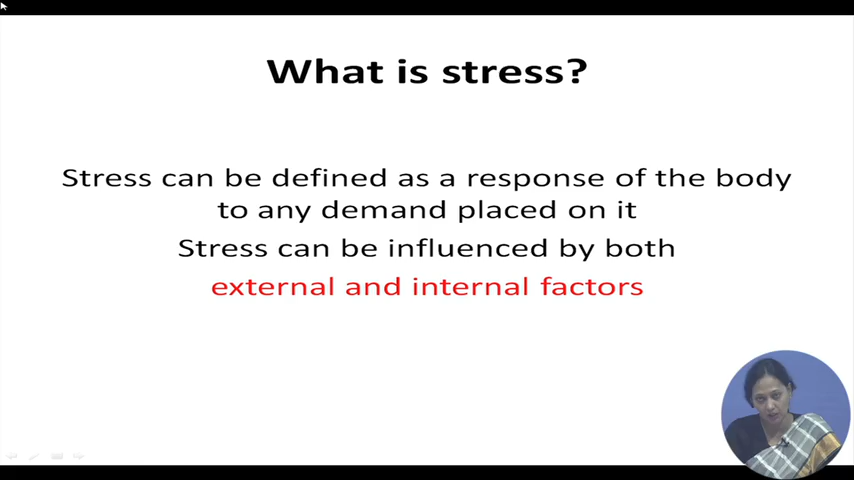 What is stress?
Stress can be defined as a response of the body
to any demand placed on it
Stress can be influenced by both
external and internal factors